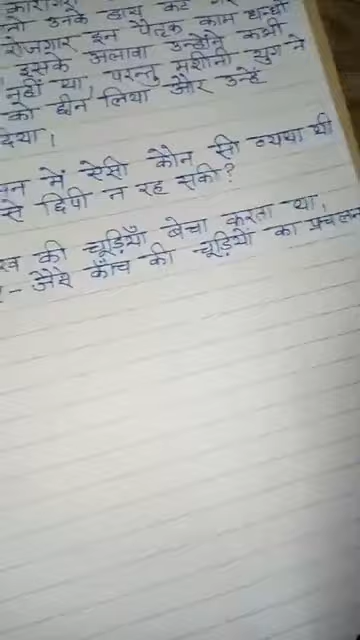 तो उनके हाथ कट
रोजगार इन पैतृक काम धन्धों
इसके अलावा उन्होंने कभी
नहीं था, परन्तु मशीनी युग ने
को छीन लिया और उन्हें
दिया।
मन में ऐसी कौन सी व्यथा थी
से छिपी न रह सकी?
की चूड़ियाँ बेचा करता था,
जैसे काँच की चूड़ियों का प्रचलन